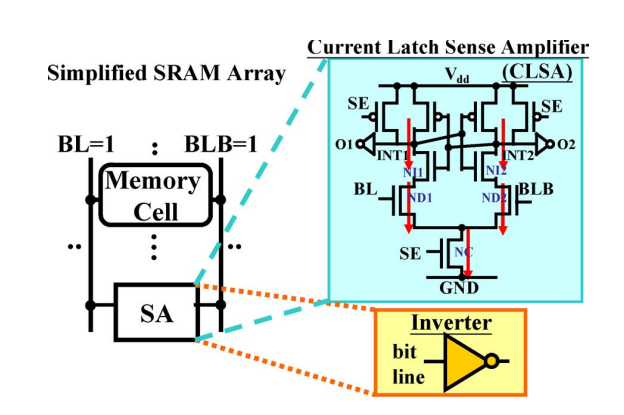 Current Latch Sense Amplifier
(CLSA)
Simplified SRAM Array
Vdd
SE
SE
O1
INT1
INT2
O2
BL=1
BLB=1
NI1
NI2
Memory
Cell
BL
ND1
ND2
BLB
SE
NC
GND
SA
Inverter
bit
line